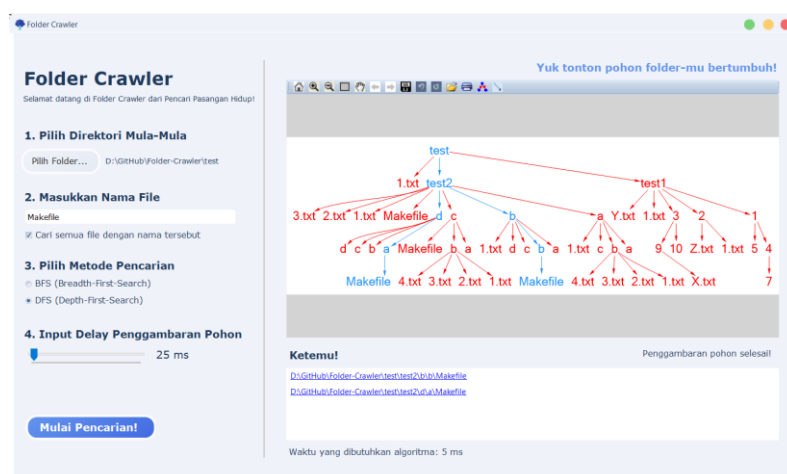 Folder Crawler
Folder Crawler
Selamat datang di Folder Crawler dari Pencari Pasangan Hidup!
1. Pilih Direktori Mula-Mula
Pilih Folder... D:\GitHub\Folder-Crawler\test
2. Masukkan Nama File
Makefile
Cari semua file dengan nama tersebut
3. Pilih Metode Pencarian
BFS (Breadth-First-Search)
DFS (Depth-First-Search)
4. Input Delay Penggambaran Pohon
25 ms
Mulai Pencarian!
Yuk tonton pohon folder-mu bertumbuh!
test
1.txt test2 test1
3.txt 2.txt 1.txt Makefile d c b a Y.txt 1.txt 3 2 1
d c b a Makefile b a 1.txt d c b a 1.txt c b a 9 10 Z.txt 1.txt 5 4
Makefile 4.txt 3.txt 2.txt 1.txt Makefile 4.txt 3.txt 2.txt 1.txt X.txt 7
Ketemu! Penggambaran pohon selesai!
D:\GitHub\Folder-Crawler\test\test2\b\b\Makefile
D:\GitHub\Folder-Crawler\test\test2\d\a\Makefile
Waktu yang dibutuhkan algoritma: 5 ms